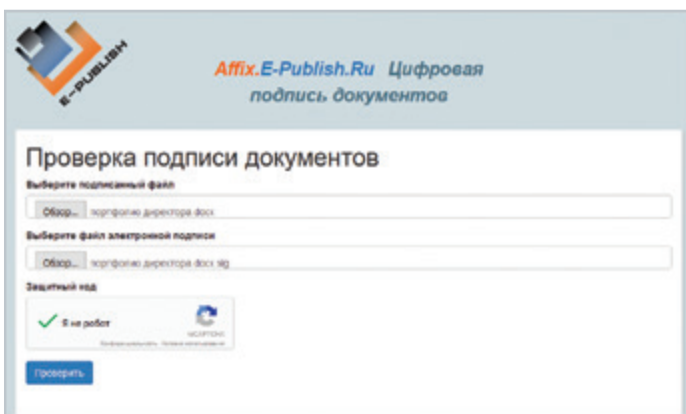 E-PUBLISH
Affix.E-Publish.Ru Цифровая
подпись документов
Проверка подписи документов
Выберите подписанный файл
Обзор... портфолио директора.docx
Выберите файл электронной подписи
Обзор... портфолио директора.docx.sig
Защитный код
Я не робот
reCAPTCHA
Проверить